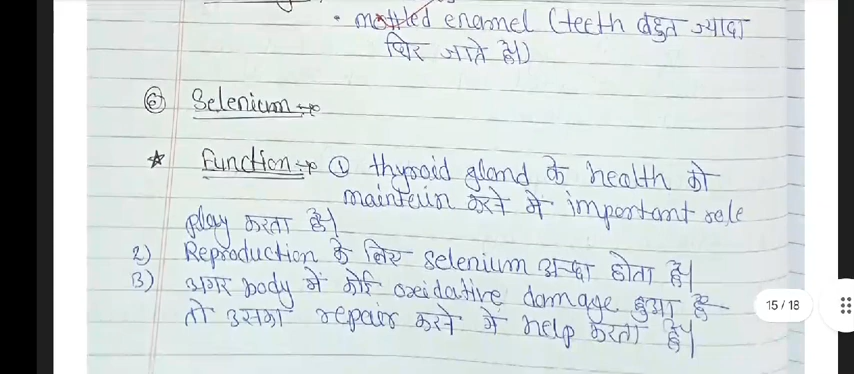 • mottled enamel (teeth बहुत ज्यादा
घिर जाते है।)
⑥ Selenium :→
☆ Function :→ ① thyroid gland के health को
maintain करने मे important role
play करता है।
2) Reproduction के लिए selenium अच्छा होता है।
3) अगर body में कोई oxidative damage हुआ है
तो उसका repair करने मे help करता है।
15 / 18